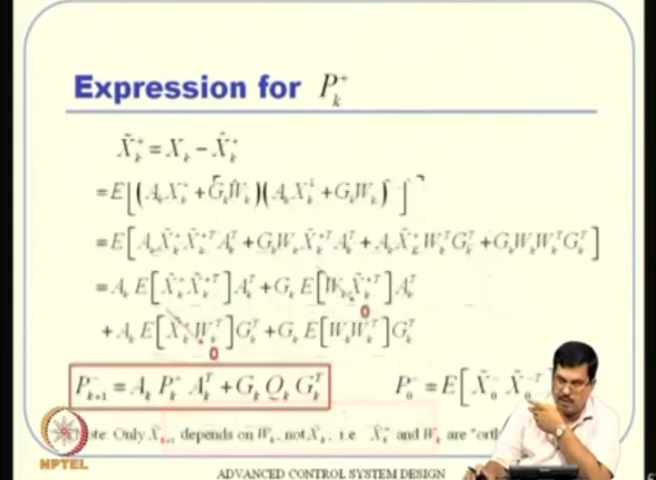 Expression for P_k^+
X̃_k^+ = X_k − X̂_k^+
= E[(A_k X̃_k^+ + G_k W_k)(A_k X̃_k^+ + G_k W_k)^T]
= E[A_k X̃_k^+ X̃_k^{+T} A_k^T + G_k W_k X̃_k^{+T} A_k^T + A_k X̃_k^+ W_k^T G_k^T + G_k W_k W_k^T G_k^T]
= A_k E[X̃_k^+ X̃_k^{+T}] A_k^T + G_k E[W_k X̃_k^{+T}] A_k^T
0
+ A_k E[X̃_k^+ W_k^T] G_k^T + G_k E[W_k W_k^T] G_k^T
0
P_{k+1}^- = A_k P_k^+ A_k^T + G_k Q_k G_k^T P_0^- = E[X̃_0^- X̃_0^{-T}
Only X̃_{k+1} depends on W_k, not X̃_k, i.e X̃_k^+ and W_k are
NPTEL
ADVANCED CONTROL SYSTEM DESIGN